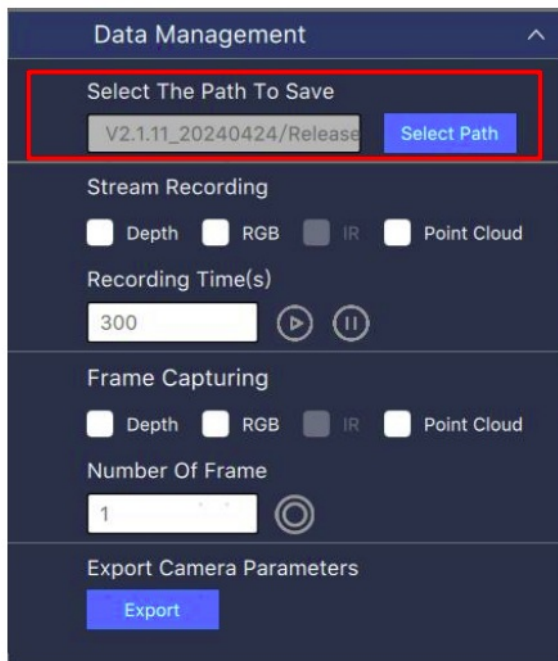 Data Management
Select The Path To Save
V2.1.11_20240424/Release
Select Path
Stream Recording
Depth RGB IR Point Cloud
Recording Time(s)
300
Frame Capturing
Depth RGB IR Point Cloud
Number Of Frame
1
Export Camera Parameters
Export